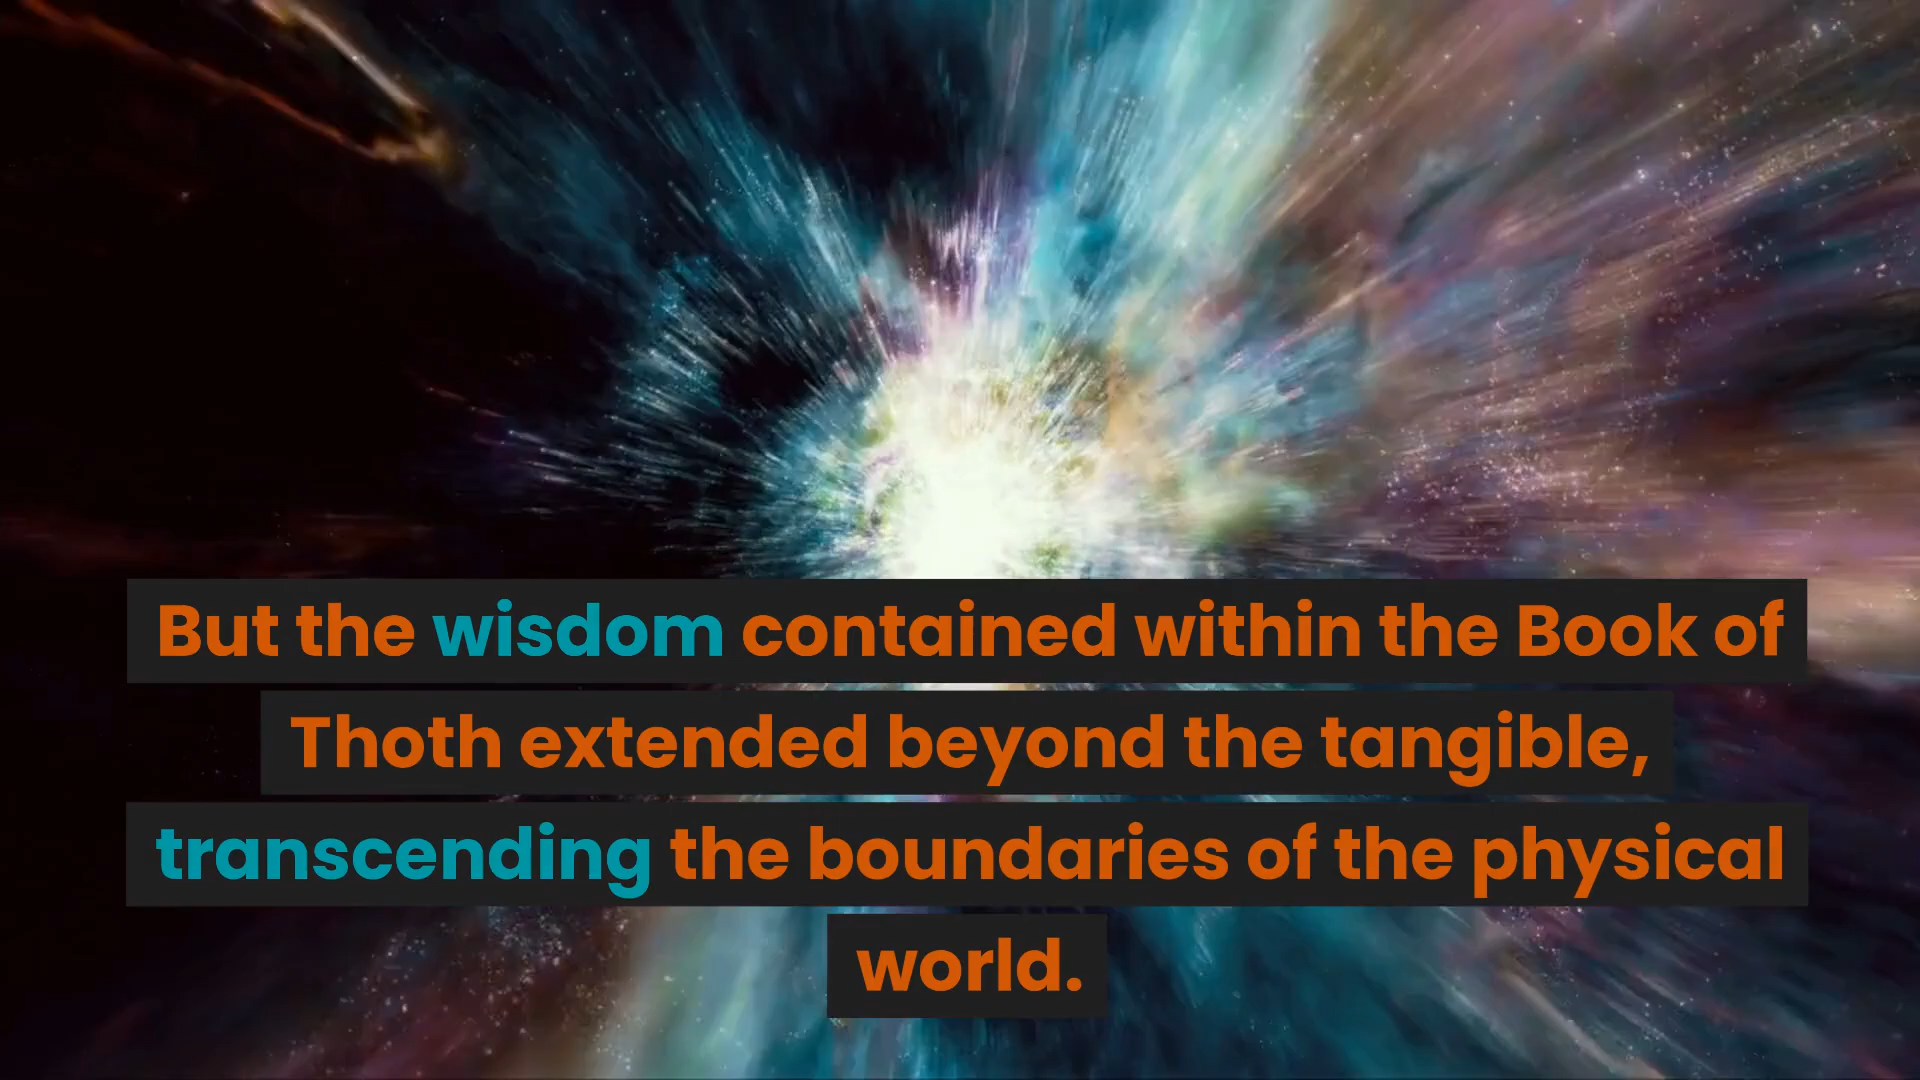 But the wisdom contained within the Book of
Thoth extended beyond the tangible,
transcending the boundaries of the physical
world.